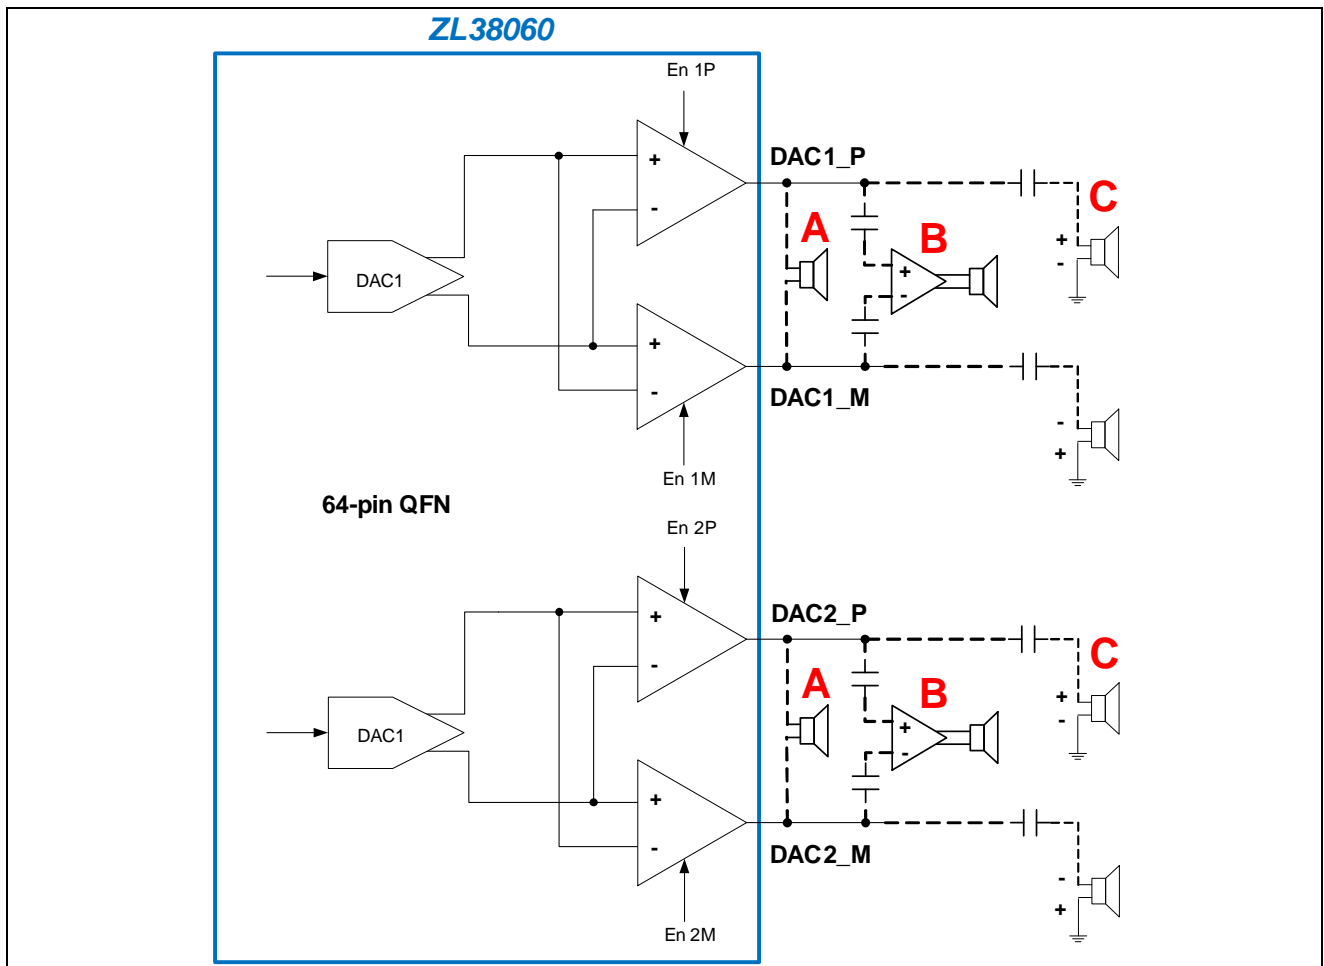 ZL38060
En 1P
DAC1_P
+
-
A
B
C
+
-
+
-
DAC1
+
-
DAC1_M
-
+
En 1M
64-pin QFN
En 2P
DAC2_P
+
-
A
B
C
+
-
+
-
DAC1
+
-
DAC2_M
-
+
En 2M